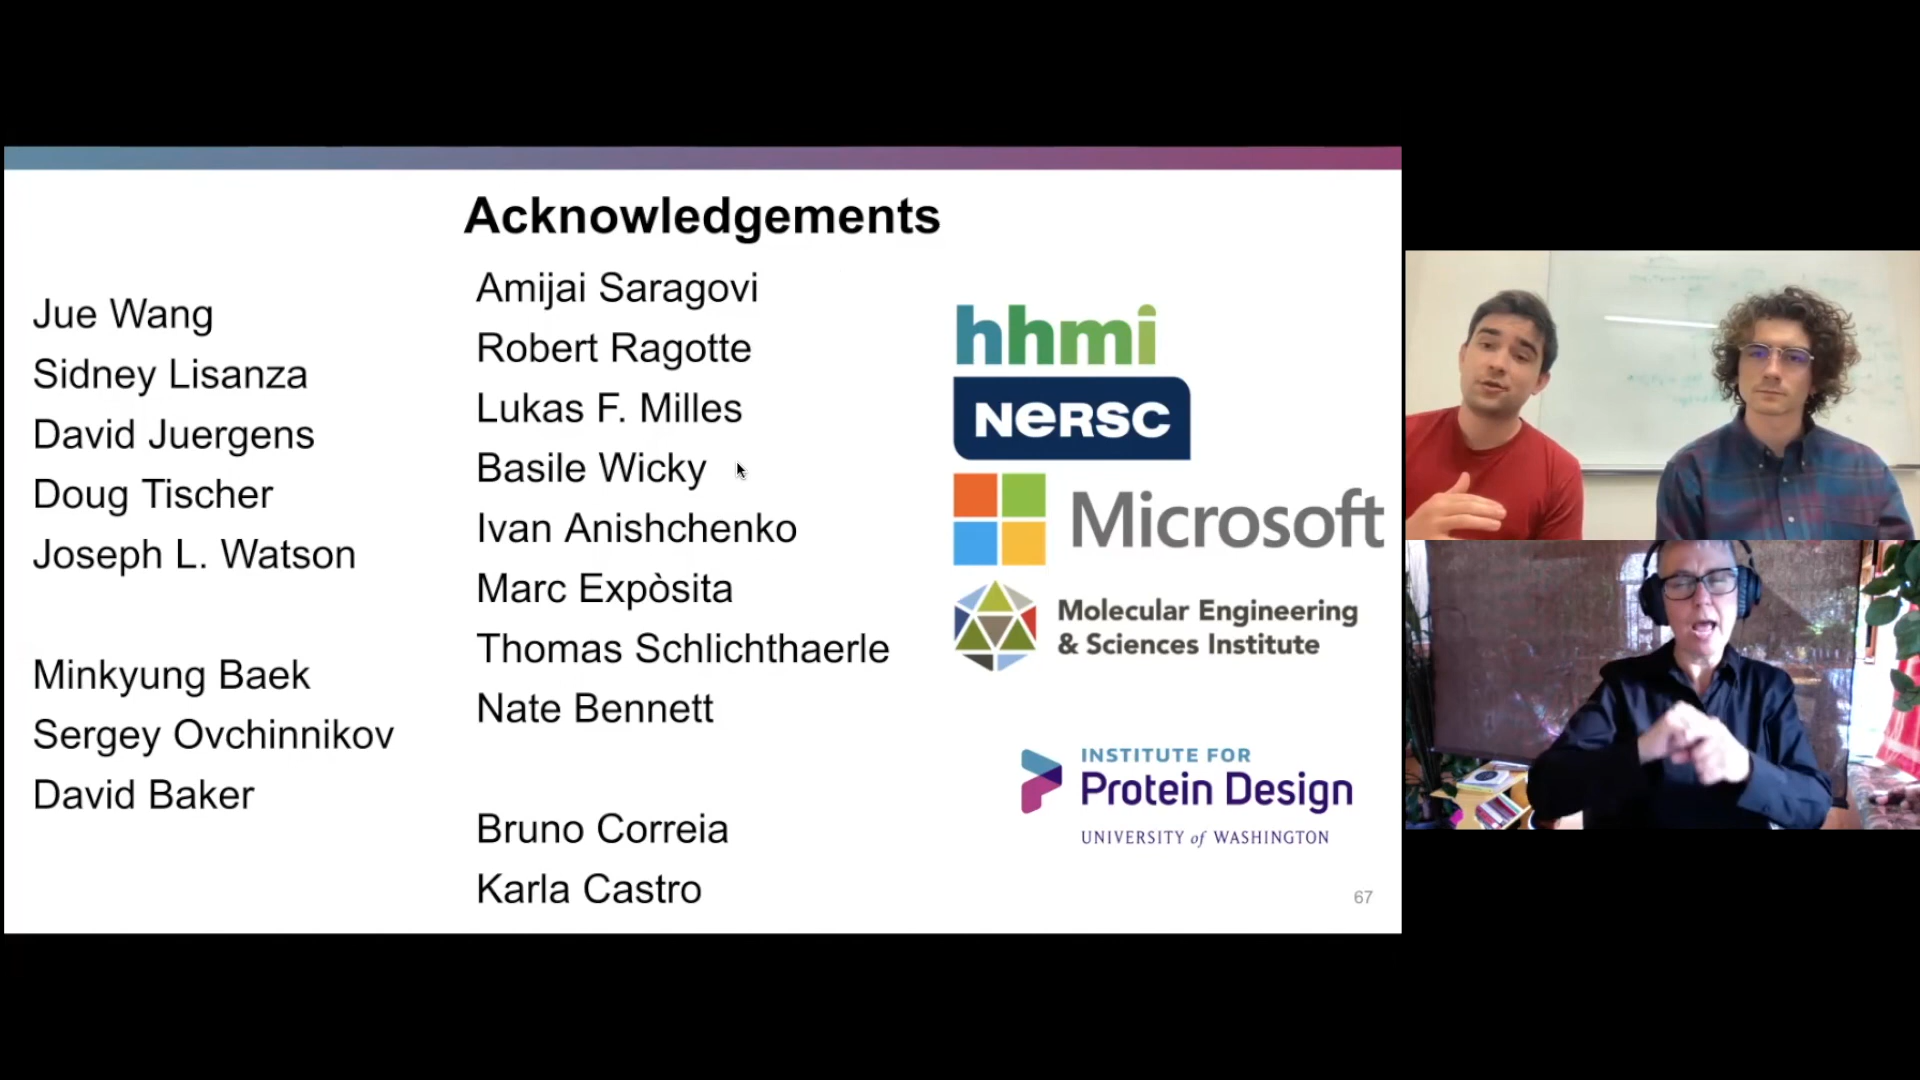 Acknowledgements
Jue Wang
Sidney Lisanza
David Juergens
Doug Tischer
Joseph L. Watson
Minkyung Baek
Sergey Ovchinnikov
David Baker
Amijai Saragovi
Robert Ragotte
Lukas F. Milles
Basile Wicky
Ivan Anishchenko
Marc Expòsita
Thomas Schlichthaerle
Nate Bennett
Bruno Correia
Karla Castro
hhmi
NERSC
Microsoft
Molecular Engineering
& Sciences Institute
INSTITUTE FOR
Protein Design
UNIVERSITY of WASHINGTON
67